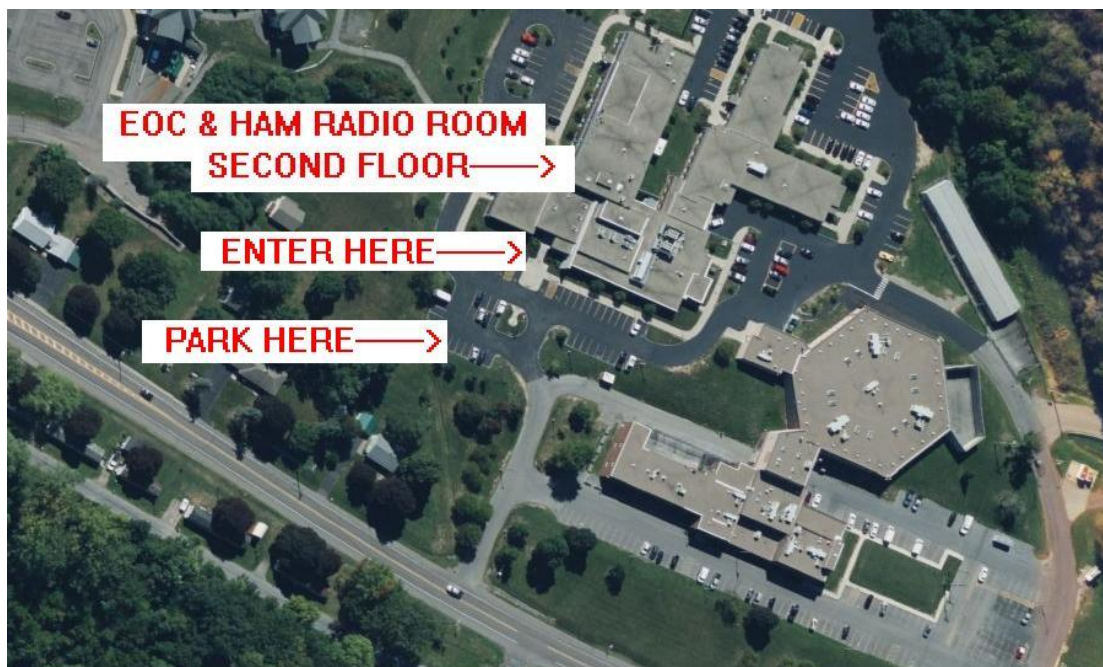 EOC & HAM RADIO ROOM
SECOND FLOOR
ENTER HERE
PARK HERE